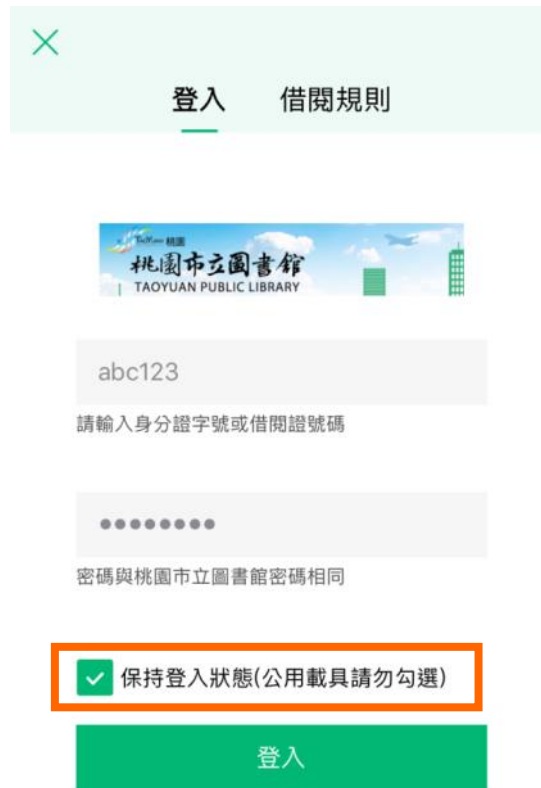 登入 借閱規則
TaoYuan 桃園
桃園市立圖書館
TAOYUAN PUBLIC LIBRARY
abc123
請輸入身分證字號或借閱證號碼
●●●●●●●●
密碼與桃園市立圖書館密碼相同
保持登入狀態(公用載具請勿勾選)
登入